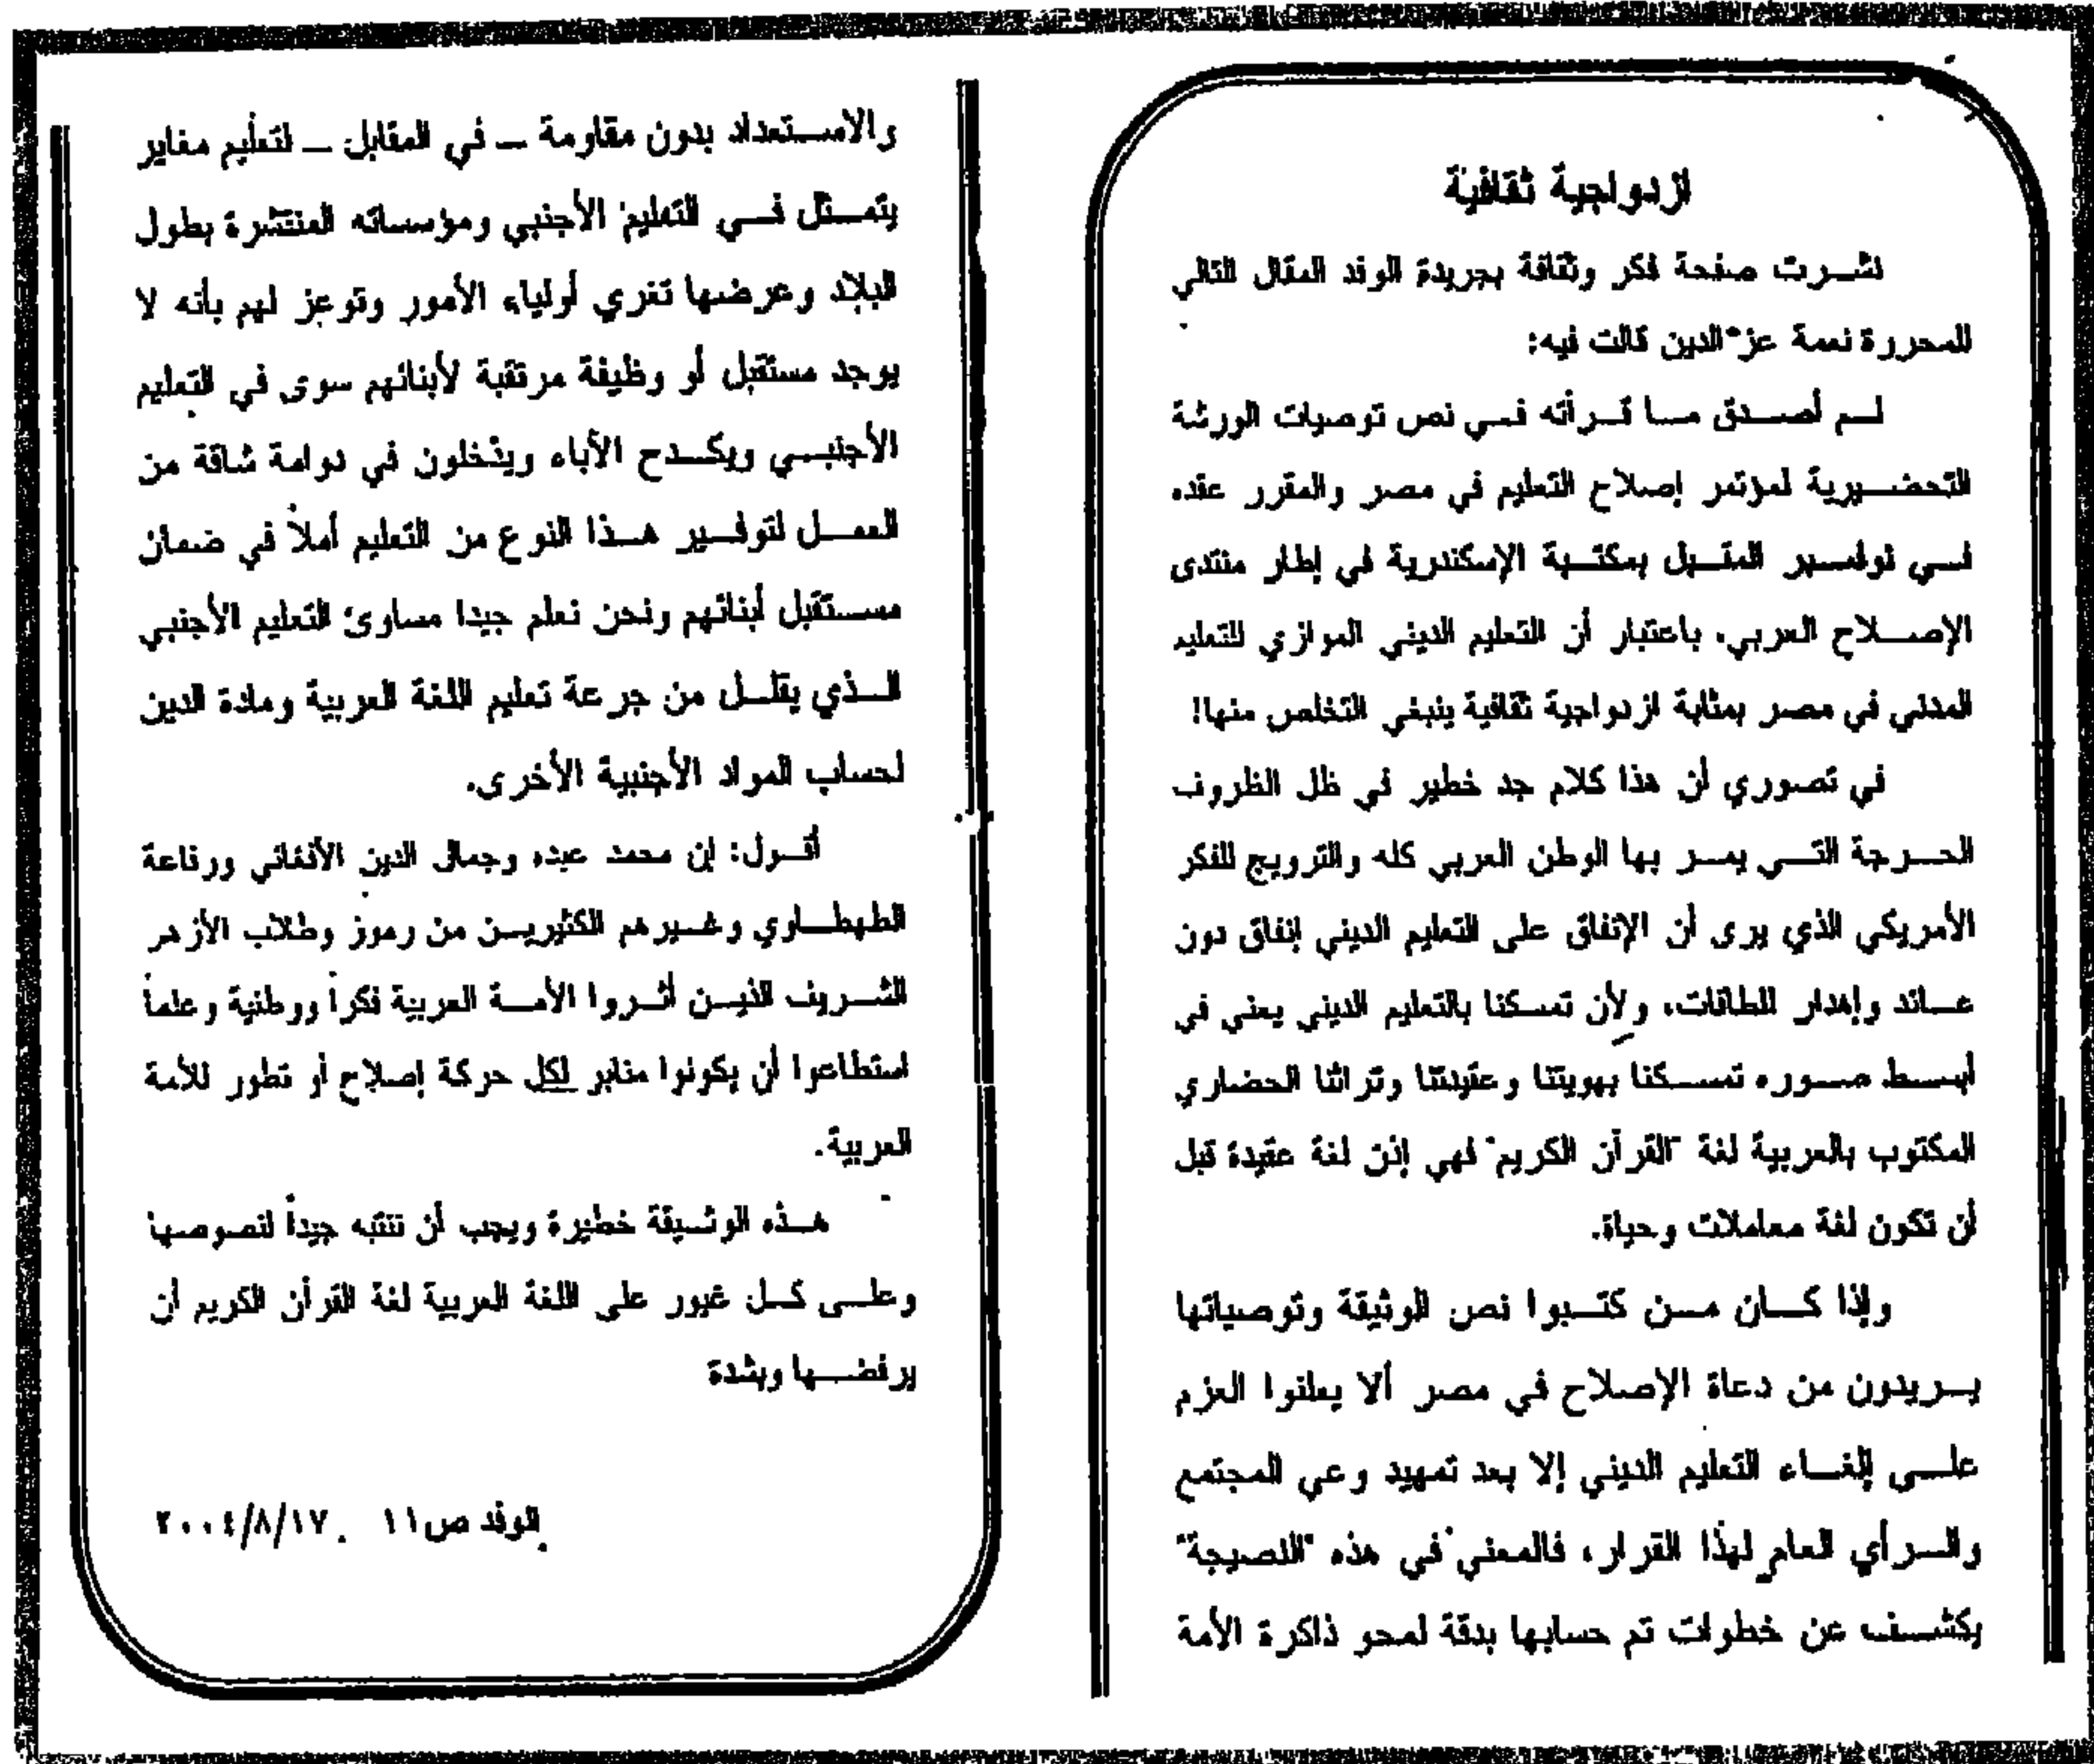 ازدواجية ثقافية
نشرت صفحة فكر وثقافة بجريدة الوفد المقال التالي
للمحررة نعمة عز الدين قالت فيه:
لم أصدق ما قرأته في نص توصيات الورشة
التحضيرية لمؤتمر إصلاح التعليم في مصر والمقرر عقده
في نوفمبر المقبل بمكتبة الإسكندرية في إطار منتدى
الإصلاح العربي، باعتبار أن التعليم الديني الموازي للتعليم
المدني في مصر بمثابة ازدواجية ثقافية ينبغي التخلص منها!
في تصوري أن هذا كلام جد خطير في ظل الظروف
الحرجة التي يمر بها الوطن العربي كله والترويج للفكر
الأمريكي الذي يرى أن الإنفاق على التعليم الديني إنفاق دون
عائد وإهدار للطاقات، ولأن تمسكنا بالتعليم الديني يعني في
أبسط صوره تمسكنا بهويتنا وعقيدتنا وتراثنا الحضاري
المكتوب بالعربية لغة "القرآن الكريم" فهي إذن لغة عقيدة قبل
أن تكون لغة معاملات وحياة.
وإذا كان من كتبوا نص الوثيقة وتوصياتها
يريدون من دعاة الإصلاح في مصر ألا يعلنوا العزم
على إلغاء التعليم الديني إلا بعد تمهيد وعي المجتمع
والرأي العام لهذا القرار، فالمعني في هذه "النصيحة"
يكشف عن خطوات تم حسابها بدقة لمحو ذاكرة الأمة
والاستعداد بدون مقاومة – في المقابل – لتعليم مغاير
يتمثل في التعليم الأجنبي ومؤسساته المنتشرة بطول
البلاد وعرضها تغري أولياء الأمور وتوعز لهم بأنه لا
يوجد مستقبل أو وظيفة مرتقبة لأبنائهم سوى في التعليم
الأجنبي ويكدح الأباء ويدخلون في دوامة شاقة من
العمل لتوفير هذا النوع من التعليم أملاً في ضمان
مستقبل أبنائهم ونحن نعلم جيدا مساوئ التعليم الأجنبي
الذي يقلل من جرعة تعليم اللغة العربية ومادة الدين
لحساب المواد الأجنبية الأخرى.
أقول: إن محمد عبده وجمال الدين الأفغاني ورفاعة
الطهطاوي وغيرهم الكثيرين من رموز وطلاب الأزهر
الشريف الذين أثروا الأمة العربية فكراً ووطنية وعلماً
استطاعوا أن يكونوا منابر لكل حركة إصلاح أو تطور للأمة
العربية.
هذه الوثيقة خطيرة ويجب أن ننتبه جيداً لنصوصها
وعلى كل غيور على اللغة العربية لغة القرآن الكريم أن
يرفضها وبشدة
الوفد ص١١ ٢٠٠٤/٨/١٧